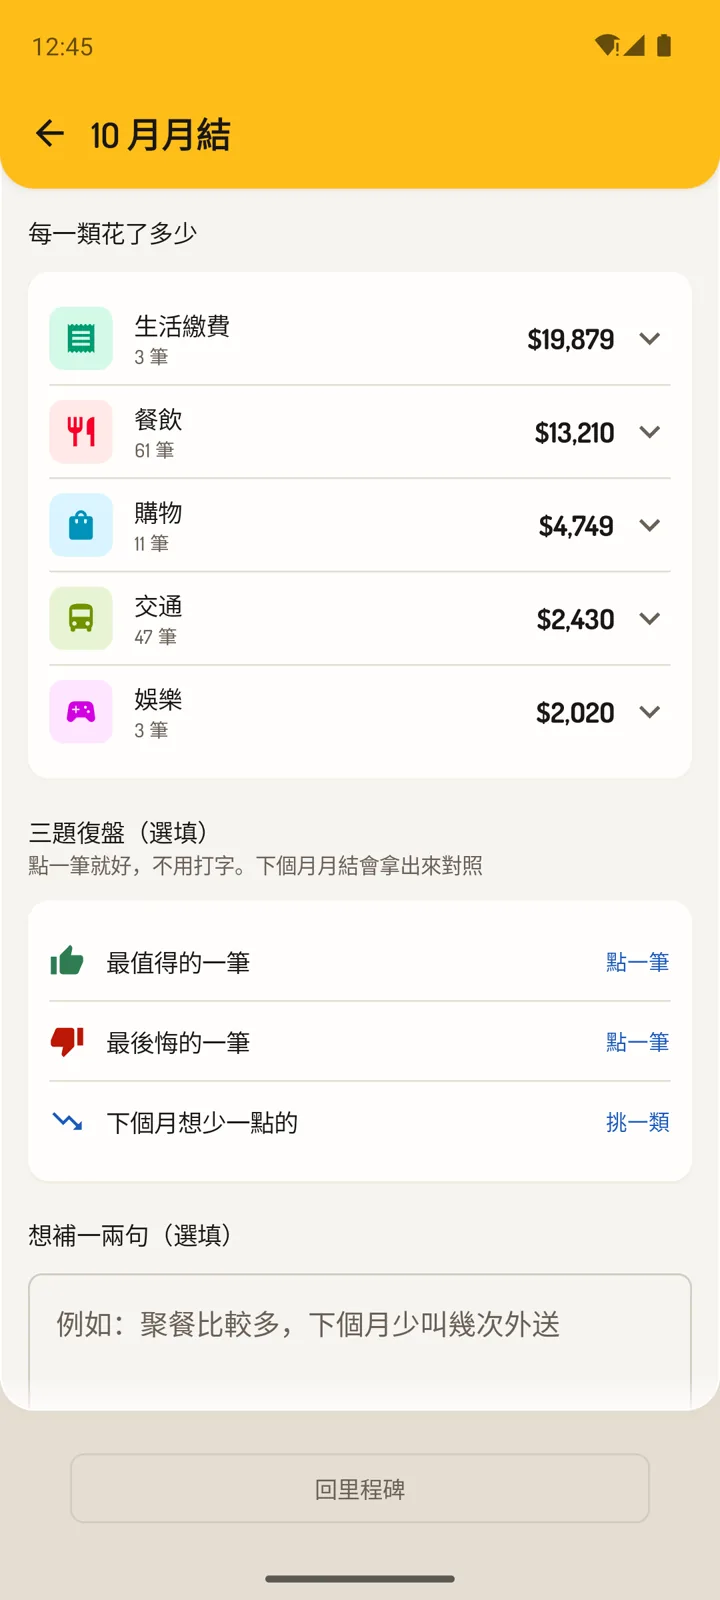 12:45
10 月月結
每一類花了多少
生活繳費
3 筆
$19,879
餐飲
61 筆
$13,210
購物
11 筆
$4,749
交通
47 筆
$2,430
娛樂
3 筆
$2,020
三題復盤（選填）
點一筆就好，不用打字。下個月月結會拿出來對照
最值得的一筆
點一筆
最後悔的一筆
點一筆
下個月想少一點的
挑一類
想補一兩句（選填）
例如：聚餐比較多，下個月少叫幾次外送
回里程碑